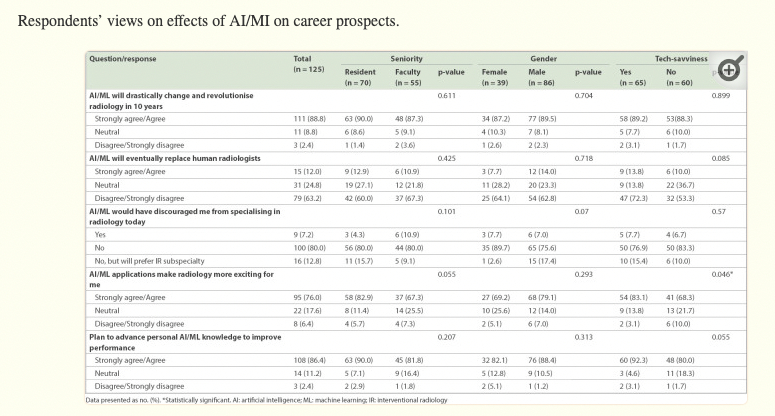 Respondents' views on effects of AI/MI on career prospects.
Question/response Total Seniority Gender Tech-savviness
(n = 125) Resident Faculty p-value Female Male p-value Yes No
(n = 70) (n = 55) (n = 39) (n = 86) (n = 65) (n = 60)
AI/ML will drastically change and revolutionise 0.611 0.704 0.899
radiology in 10 years
Strongly agree/Agree 111 (88.8) 63 (90.0) 48 (87.3) 34 (87.2) 77 (89.5) 58 (89.2) 53(88.3)
Neutral 11 (8.8) 6 (8.6) 5 (9.1) 4 (10.3) 7 (8.1) 5 (7.7) 6 (10.0)
Disagree/Strongly disagree 3 (2.4) 1 (1.4) 2 (3.6) 1 (2.6) 2 (2.3) 2 (3.1) 1 (1.7)
AI/ML will eventually replace human radiologists 0.425 0.718 0.085
Strongly agree/Agree 15 (12.0) 9 (12.9) 6 (10.9) 3 (7.7) 12 (14.0) 9 (13.8) 6 (10.0)
Neutral 31 (24.8) 19 (27.1) 12 (21.8) 11 (28.2) 20 (23.3) 9 (13.8) 22 (36.7)
Disagree/Strongly disagree 79 (63.2) 42 (60.0) 37 (67.3) 25 (64.1) 54 (62.8) 47 (72.3) 32 (53.3)
AI/ML would have discouraged me from specialising in 0.101 0.07 0.57
radiology today
Yes 9 (7.2) 3 (4.3) 6 (10.9) 3 (7.7) 6 (7.0) 5 (7.7) 4 (6.7)
No 100 (80.0) 56 (80.0) 44 (80.0) 35 (89.7) 65 (75.6) 50 (76.9) 50 (83.3)
No, but will prefer IR subspecialty 16 (12.8) 11 (15.7) 5 (9.1) 1 (2.6) 15 (17.4) 10 (15.4) 6 (10.0)
AI/ML applications make radiology more exciting for 0.055 0.293 0.046*
me
Strongly agree/Agree 95 (76.0) 58 (82.9) 37 (67.3) 27 (69.2) 68 (79.1) 54 (83.1) 41 (68.3)
Neutral 22 (17.6) 8 (11.4) 14 (25.5) 10 (25.6) 12 (14.0) 9 (13.8) 13 (21.7)
Disagree/Strongly disagree 8 (6.4) 4 (5.7) 4 (7.3) 2 (5.1) 6 (7.0) 2 (3.1) 6 (10.0)
Plan to advance personal AI/ML knowledge to improve 0.207 0.313 0.055
performance
Strongly agree/Agree 108 (86.4) 63 (90.0) 45 (81.8) 32 82.1) 76 (88.4) 60 (92.3) 48 (80.0)
Neutral 14 (11.2) 5 (7.1) 9 (16.4) 5 (12.8) 9 (10.5) 3 (4.6) 11 (18.3)
Disagree/Strongly disagree 3 (2.4) 2 (2.9) 1 (1.8) 2 (5.1) 1 (1.2) 2 (3.1) 1 (1.7)
Data presented as no. (%). *Statistically significant. AI: artificial intelligence; ML: machine learning; IR: interventional radiology